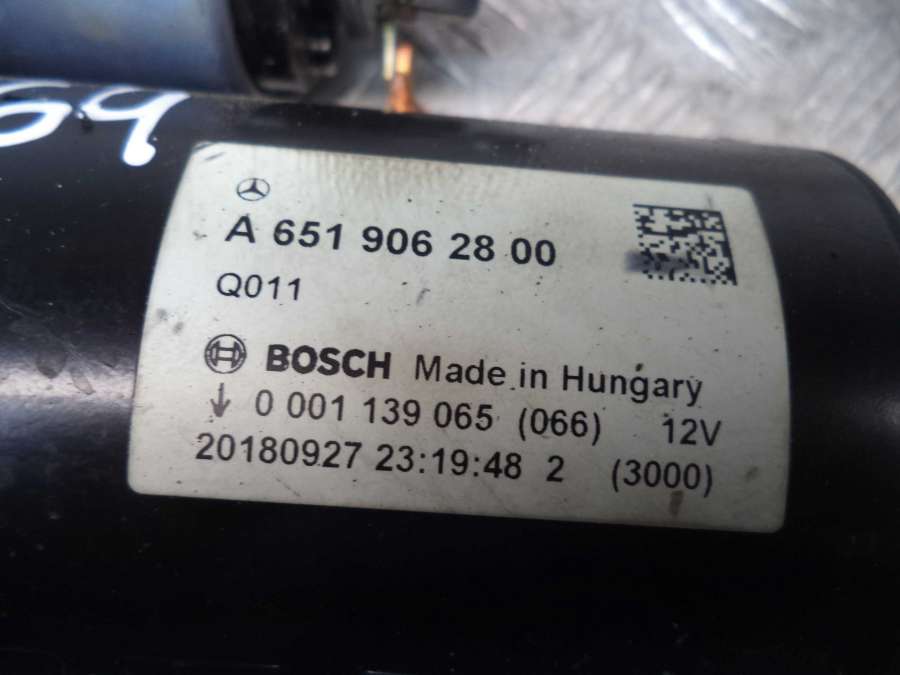 64
A 651 906 28 00
Q011
BOSCH Made in Hungary
0 001 139 065 (066) 12V
20180927 23:19:48 2 (3000)